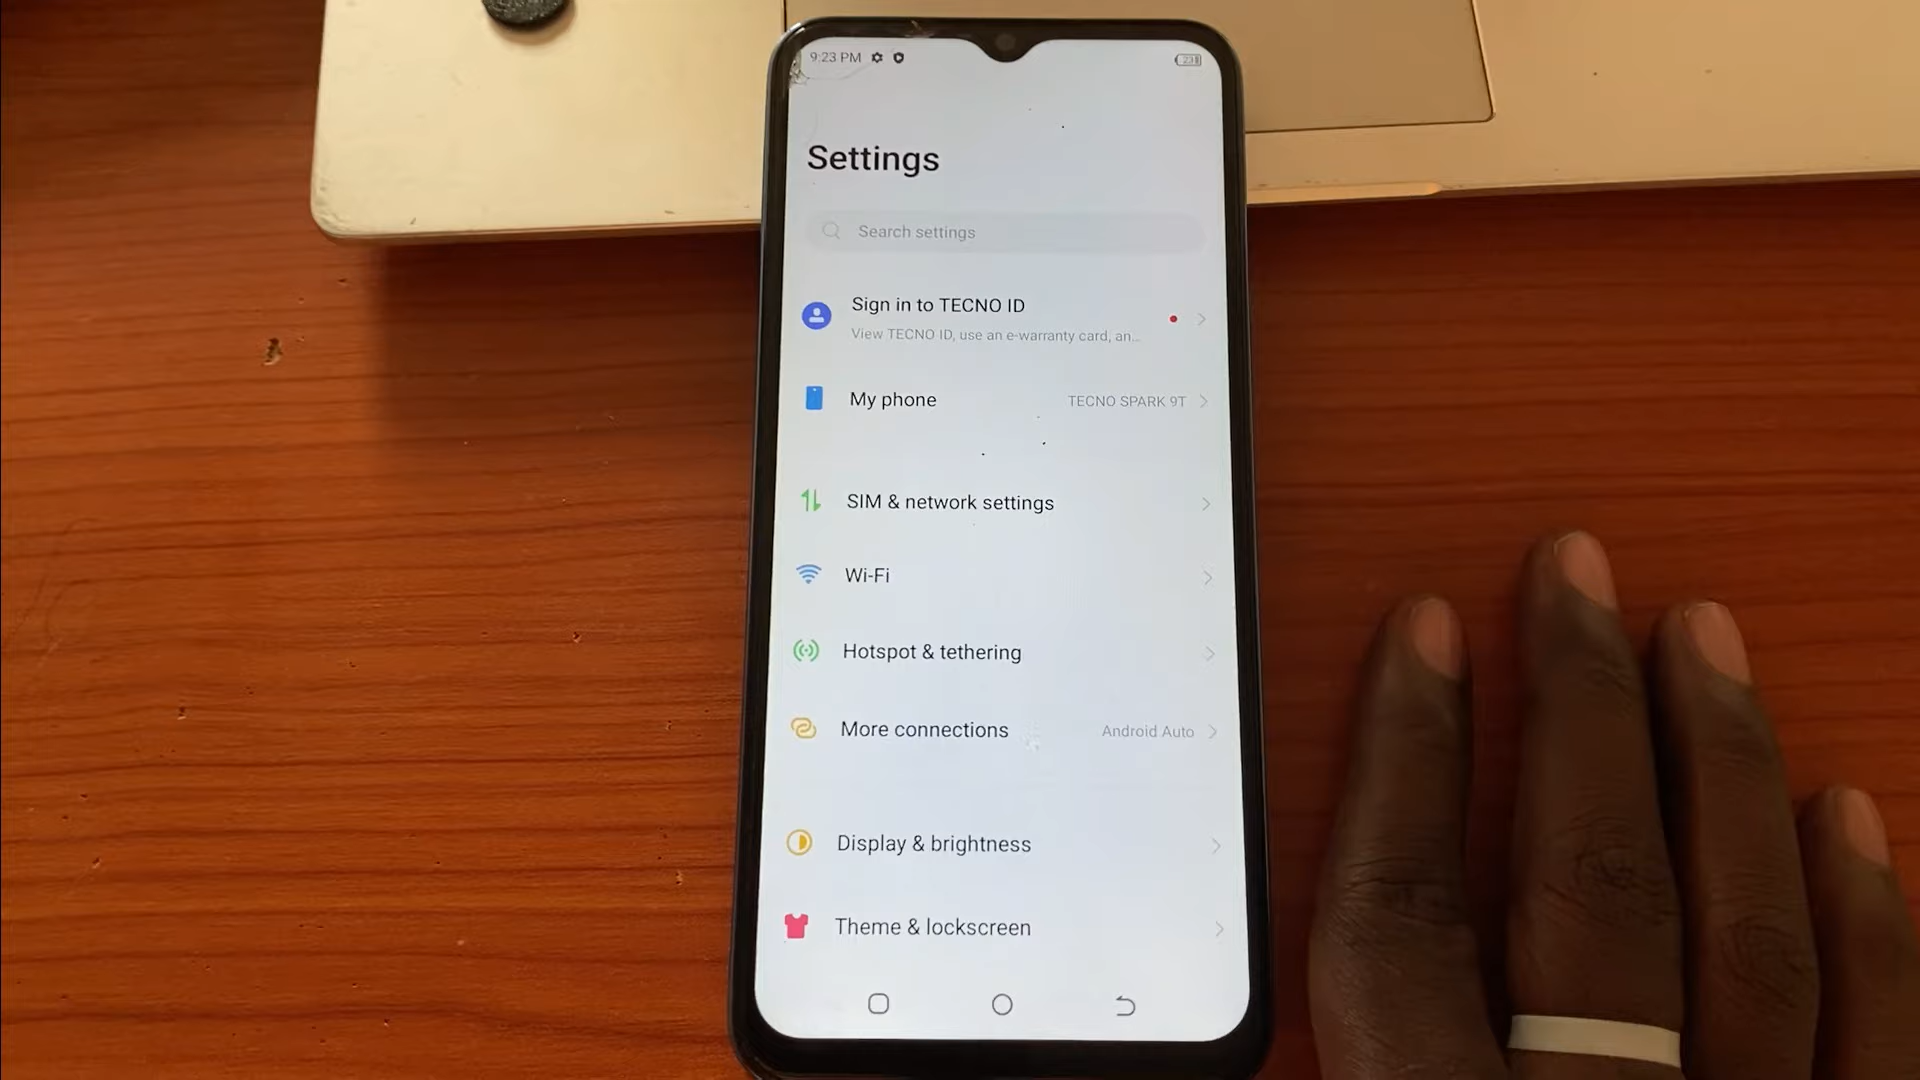 9:23 PM
23
Settings
Search settings
Sign in to TECNO ID
View TECNO ID, use an e-warranty card, an...
My phone TECNO SPARK 9T
SIM & network settings
Wi-Fi
Hotspot & tethering
More connections Android Auto
Display & brightness
Theme & lockscreen